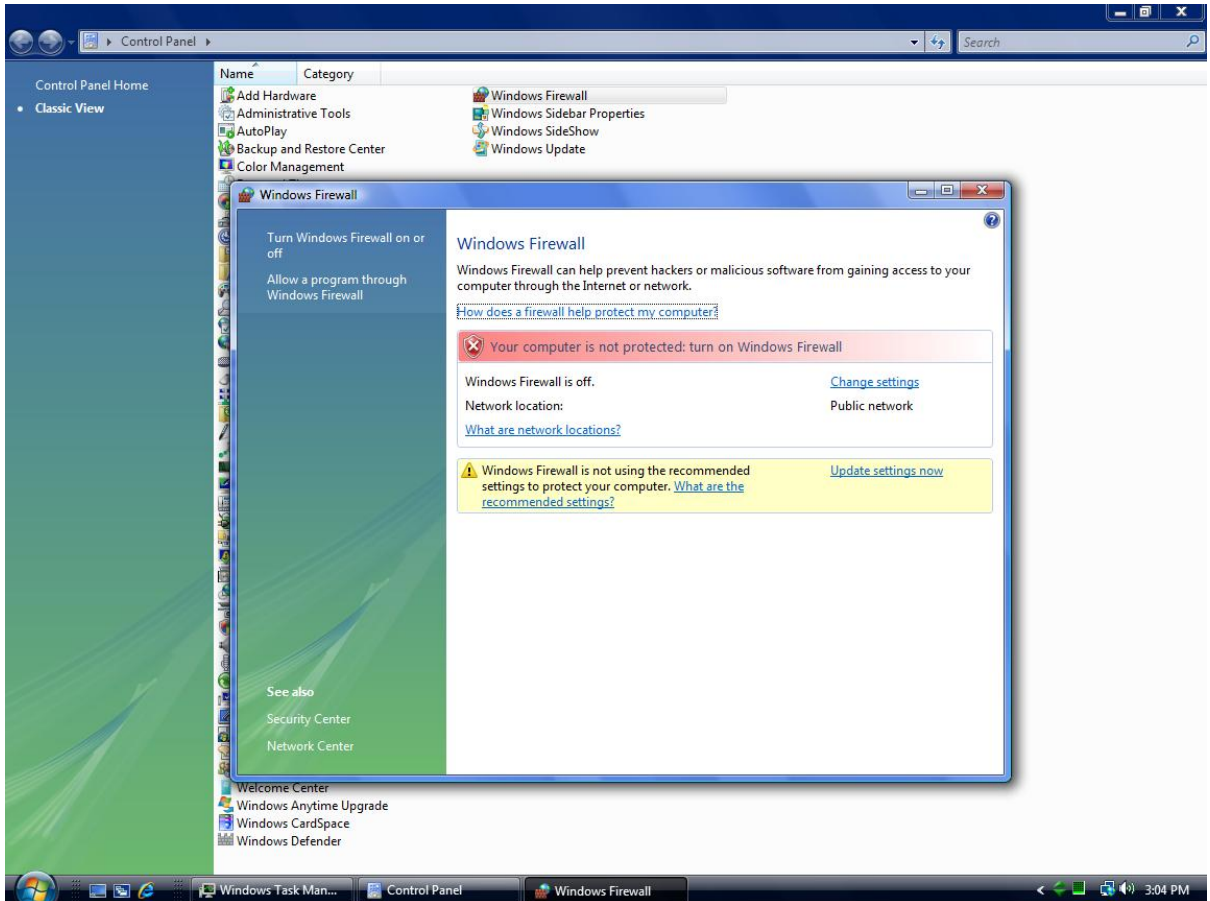 Control Panel
Search
Control Panel Home
Classic View
Name Category
Add Hardware
Administrative Tools
AutoPlay
Backup and Restore Center
Color Management
Windows Firewall
Windows Sidebar Properties
Windows SideShow
Windows Update
Windows Firewall
Turn Windows Firewall on or
off
Allow a program through
Windows Firewall
See also
Security Center
Network Center
Windows Firewall
Windows Firewall can help prevent hackers or malicious software from gaining access to your
computer through the Internet or network.
How does a firewall help protect my computer?
Your computer is not protected: turn on Windows Firewall
Windows Firewall is off. Change settings
Network location: Public network
What are network locations?
Windows Firewall is not using the recommended Update settings now
settings to protect your computer. What are the
recommended settings?
Welcome Center
Windows Anytime Upgrade
Windows CardSpace
Windows Defender
Windows Task Man... Control Panel Windows Firewall 3:04 PM